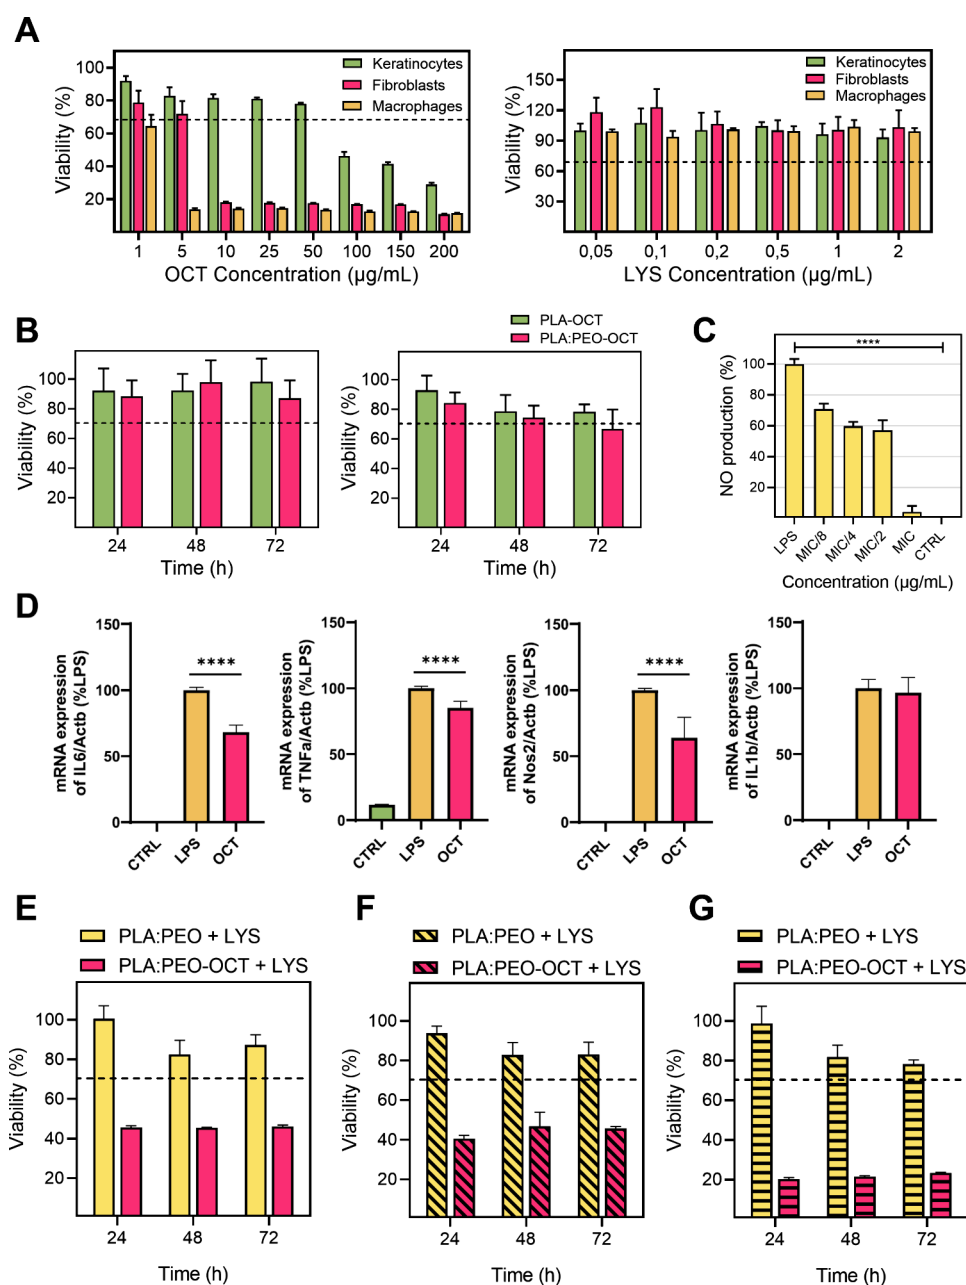 A
Keratinocytes
Fibroblasts
Macrophages
100
80
60
40
20
Viability (%)
1 5 10 25 50 100 150 200
OCT Concentration (µg/mL)
Keratinocytes
Fibroblasts
Macrophages
150
120
90
60
30
Viability (%)
0,05 0,1 0,2 0,5 1 2
LYS Concentration (µg/mL)
B
PLA-OCT
PLA:PEO-OCT
100
80
60
40
20
Viability (%)
24 48 72
Time (h)
100
80
60
40
20
Viability (%)
24 48 72
Time (h)
C
****
100
80
60
40
20
NO production (%)
LPS MIC/8 MIC/4 MIC/2 MIC CTRL
Concentration (µg/mL)
D
mRNA expression
of IL6/Actb (%LPS)
150
100
50
0
****
CTRL LPS OCT
mRNA expression
of TNFa/Actb (%LPS)
150
100
50
0
****
CTRL LPS OCT
mRNA expression
of Nos2/Actb (%LPS)
150
100
50
0
****
CTRL LPS OCT
mRNA expression
of IL1b/Actb (%LPS)
150
100
50
0
CTRL LPS OCT
E
PLA:PEO + LYS
PLA:PEO-OCT + LYS
100
80
60
40
20
Viability (%)
24 48 72
Time (h)
F
PLA:PEO + LYS
PLA:PEO-OCT + LYS
100
80
60
40
20
Viability (%)
24 48 72
Time (h)
G
PLA:PEO + LYS
PLA:PEO-OCT + LYS
100
80
60
40
20
Viability (%)
24 48 72
Time (h)